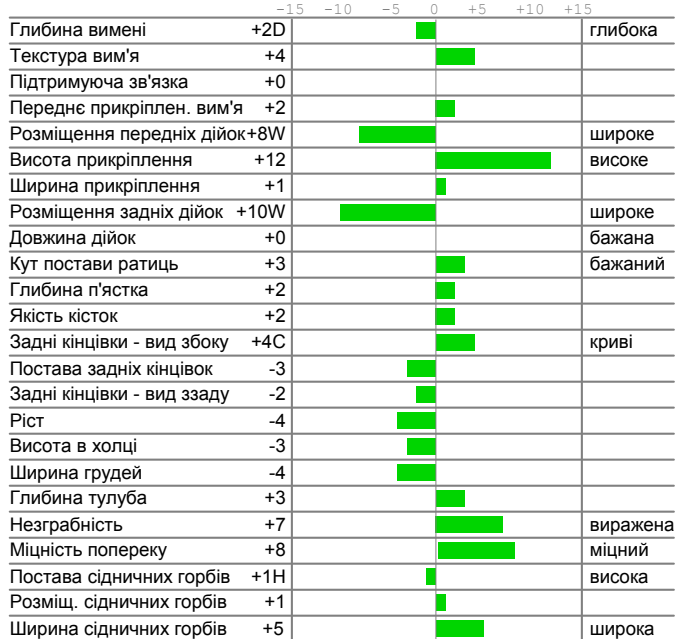 -15 -10 -5 0 +5 +10 +15
Глибина вимені +2D глибока
Текстура вим'я +4
Підтримуюча зв'язка +0
Переднє прикріплен. вим'я +2
Розміщення передніх дійок+8W широке
Висота прикріплення +12 високе
Ширина прикріплення +1
Розміщення задніх дійок +10W широке
Довжина дійок +0 бажана
Кут постави ратиць +3 бажаний
Глибина п'ястка +2
Якість кісток +2
Задні кінцівки - вид збоку +4C криві
Постава задніх кінцівок -3
Задні кінцівки - вид ззаду -2
Ріст -4
Висота в холці -3
Ширина грудей -4
Глибина тулуба +3
Незграбність +7 виражена
Міцність попереку +8 міцний
Постава сідничних горбів +1H висока
Розміщ. сідничних горбів +1
Ширина сідничних горбів +5 широка